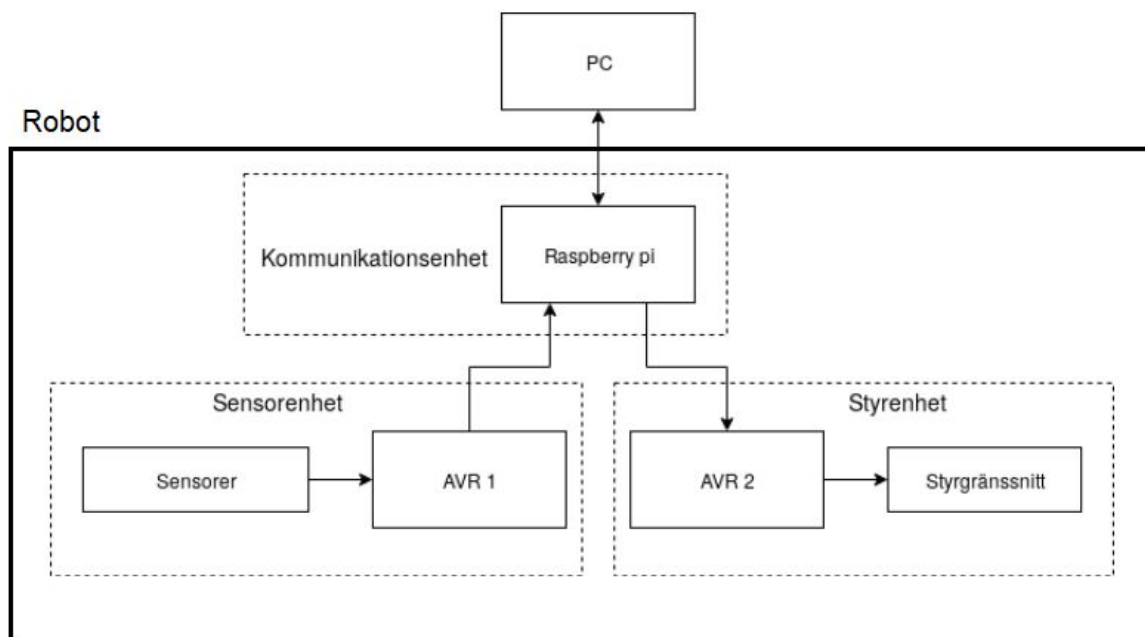 PC
Robot
Kommunikationsenhet
Raspberry pi
Sensorenhet
Styrenhet
Sensorer
AVR 1
AVR 2
Styrgränssnitt